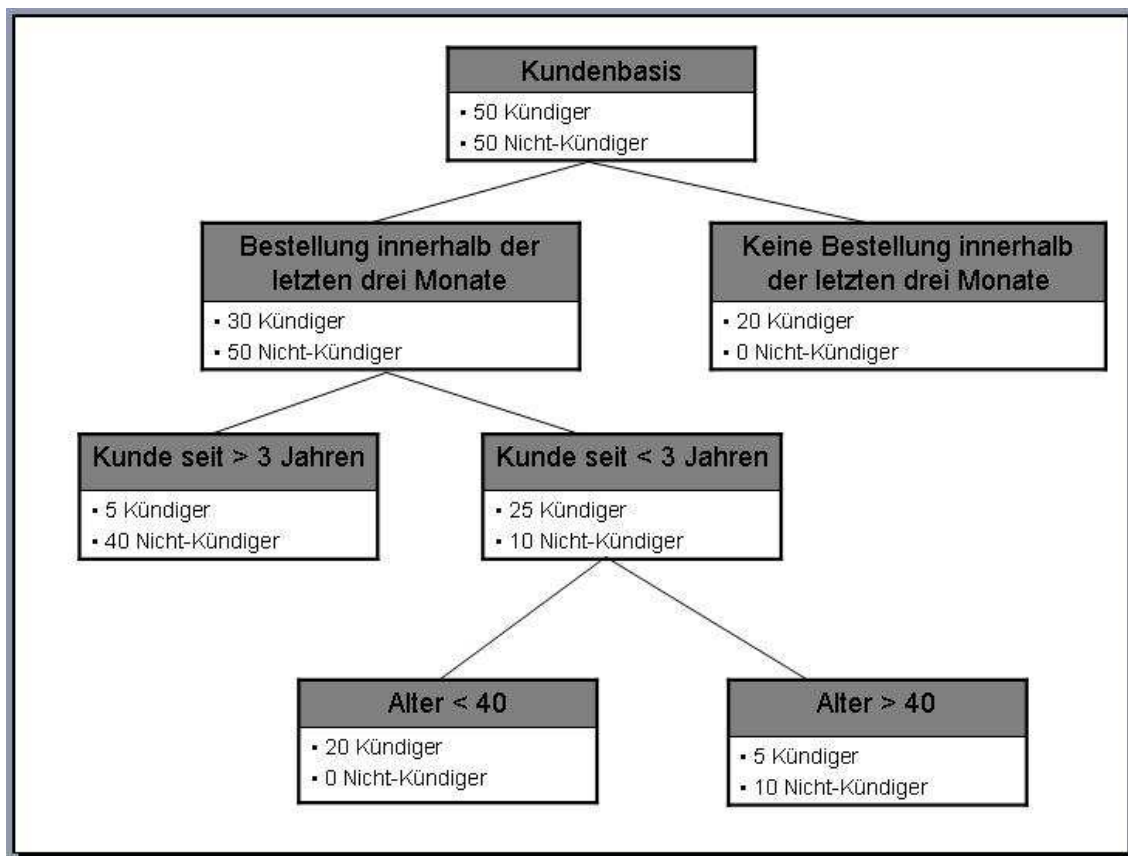 Kundenbasis
▪ 50 Kündiger
▪ 50 Nicht-Kündiger
Bestellung innerhalb der
letzten drei Monate
▪ 30 Kündiger
▪ 50 Nicht-Kündiger
Keine Bestellung innerhalb
der letzten drei Monate
▪ 20 Kündiger
▪ 0 Nicht-Kündiger
Kunde seit > 3 Jahren
▪ 5 Kündiger
▪ 40 Nicht-Kündiger
Kunde seit < 3 Jahren
▪ 25 Kündiger
▪ 10 Nicht-Kündiger
Alter < 40
▪ 20 Kündiger
▪ 0 Nicht-Kündiger
Alter > 40
▪ 5 Kündiger
▪ 10 Nicht-Kündiger